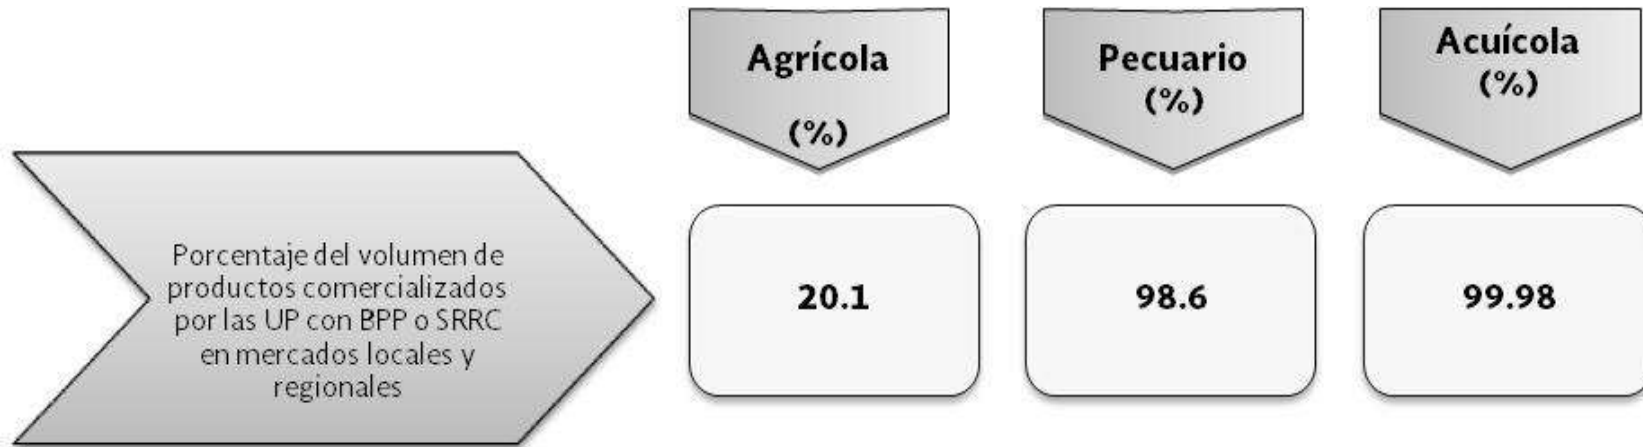 Agrícola
(%)
Pecuario
(%)
Acuícola
(%)
Porcentaje del volumen de
productos comercializados
por las UP con BPP o SRRC
en mercados locales y
regionales
20.1
98.6
99.98